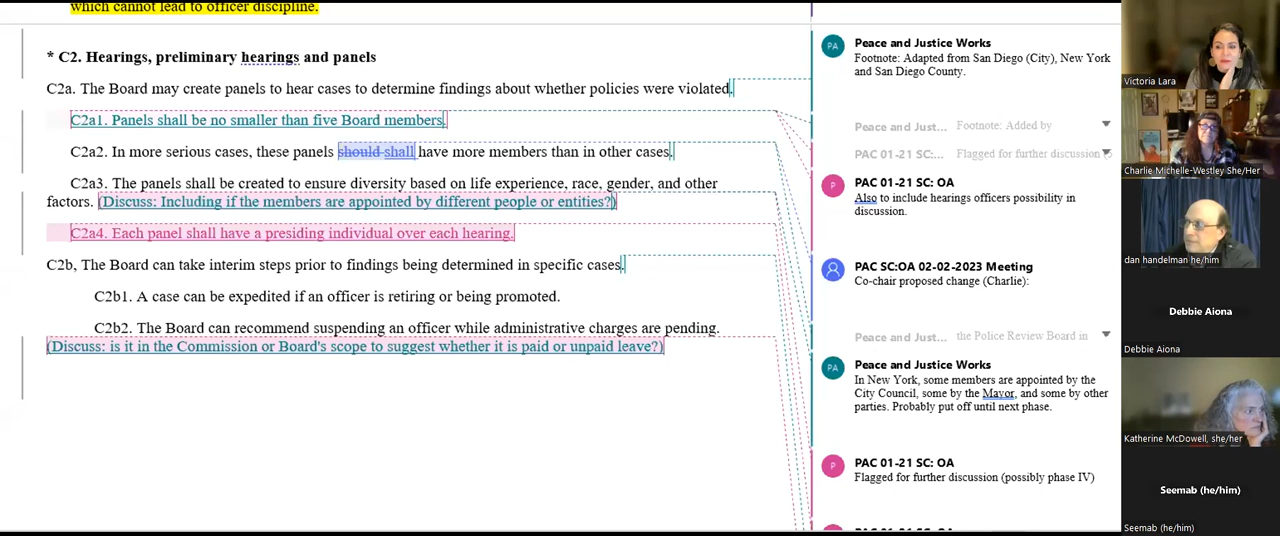 which cannot lead to officer discipline.
* C2. Hearings, preliminary hearings and panels
C2a. The Board may create panels to hear cases to determine findings about whether policies were violated.
C2a1. Panels shall be no smaller than five Board members.
C2a2. In more serious cases, these panels should shall have more members than in other cases.
C2a3. The panels shall be created to ensure diversity based on life experience, race, gender, and other
factors. (Discuss: Including if the members are appointed by different people or entities?)
C2a4. Each panel shall have a presiding individual over each hearing.
C2b, The Board can take interim steps prior to findings being determined in specific cases.
C2b1. A case can be expedited if an officer is retiring or being promoted.
C2b2. The Board can recommend suspending an officer while administrative charges are pending.
(Discuss: is it in the Commission or Board's scope to suggest whether it is paid or unpaid leave?)
PA
Peace and Justice Works
Footnote: Adapted from San Diego (City), New York
and San Diego County.
Peace and Just... Footnote: Added by
PAC 01-21 SC:... Flagged for further discussion
P
PAC 01-21 SC: OA
Also to include hearings officers possibility in
discussion.
PAC SC:OA 02-02-2023 Meeting
Co-chair proposed change (Charlie):
Peace and Just... the Police Review Board in
PA
Peace and Justice Works
In New York, some members are appointed by the
City Council, some by the Mayor, and some by other
parties. Probably put off until next phase.
P
PAC 01-21 SC: OA
Flagged for further discussion (possibly phase IV)
Victoria Lara
Charlie Michelle-Westley She/Her
dan handelman he/him
Debbie Aiona
Debbie Aiona
Katherine McDowell, she/her
Seemab (he/him)
Seemab (he/him)